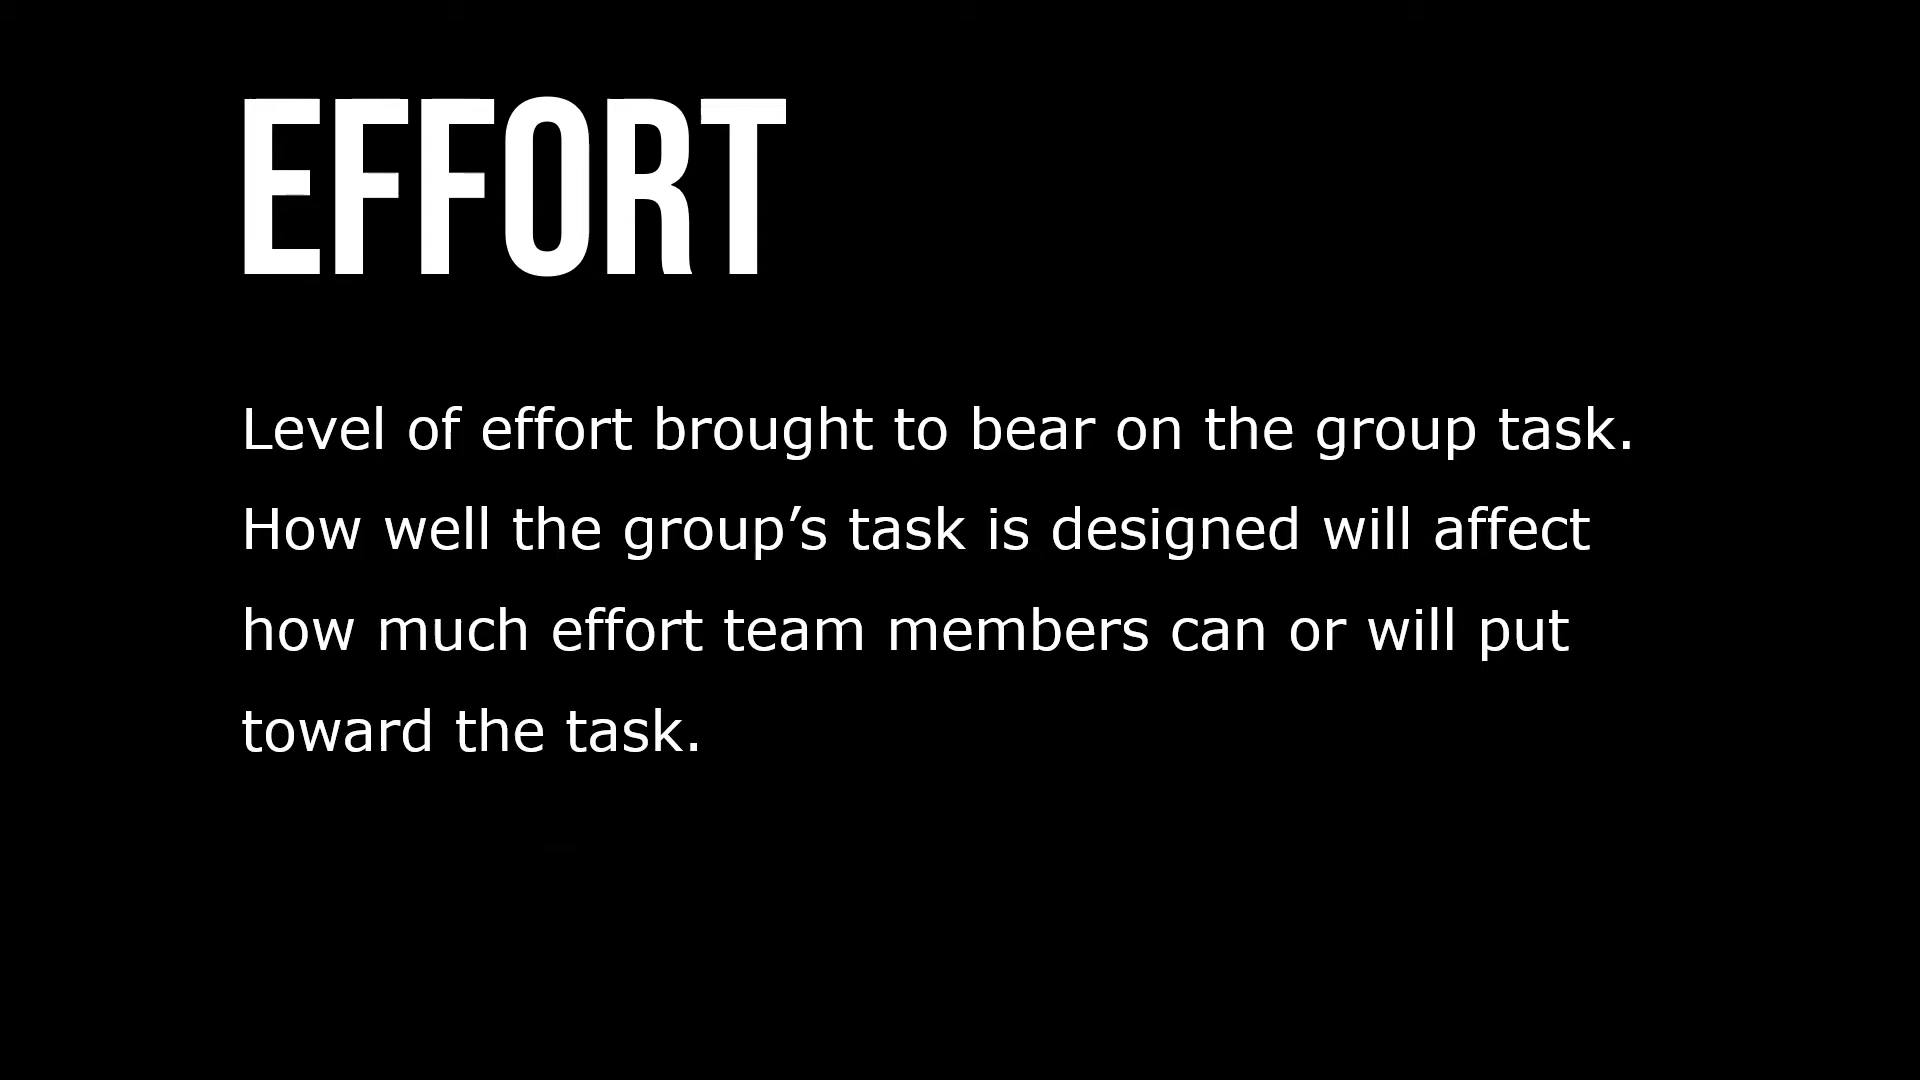 EFFORT
Level of effort brought to bear on the group task.
How well the group’s task is designed will affect
how much effort team members can or will put
toward the task.